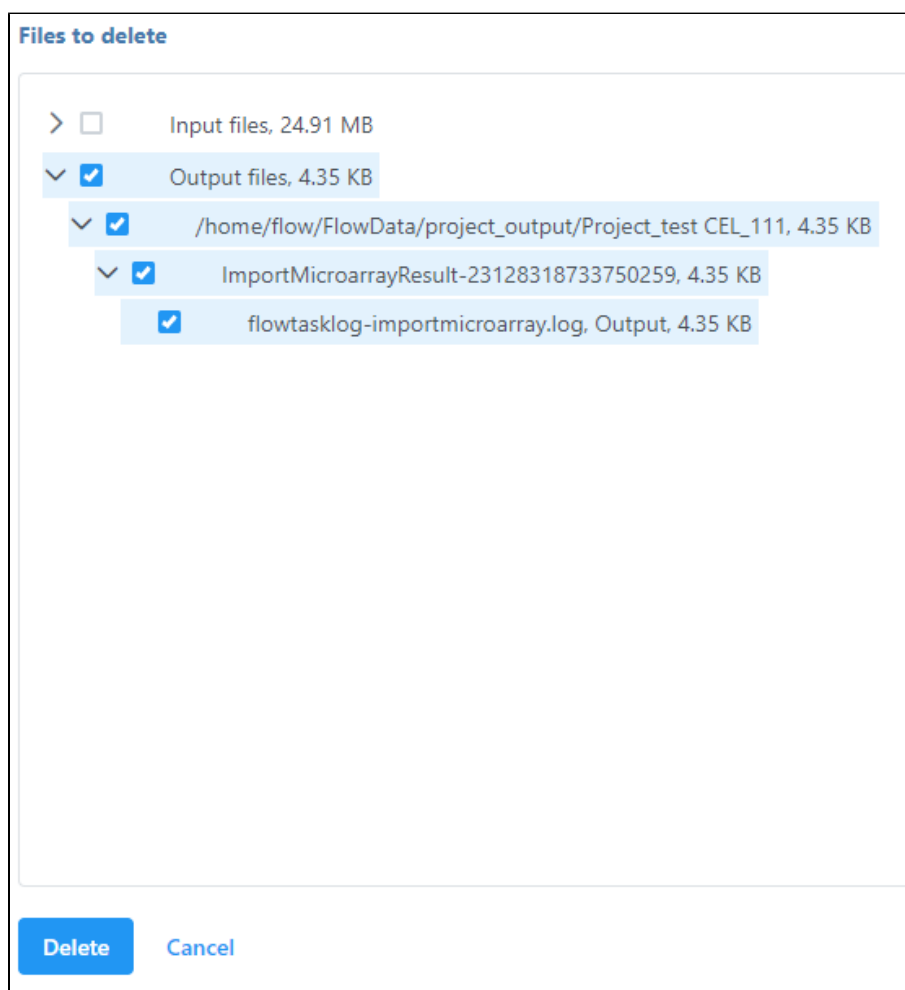 Files to delete
Input files, 24.91 MB
Output files, 4.35 KB
/home/flow/FlowData/project_output/Project_test CEL_111, 4.35 KB
ImportMicroarrayResult-23128318733750259, 4.35 KB
flowtasklog-importmicroarray.log, Output, 4.35 KB
Delete Cancel